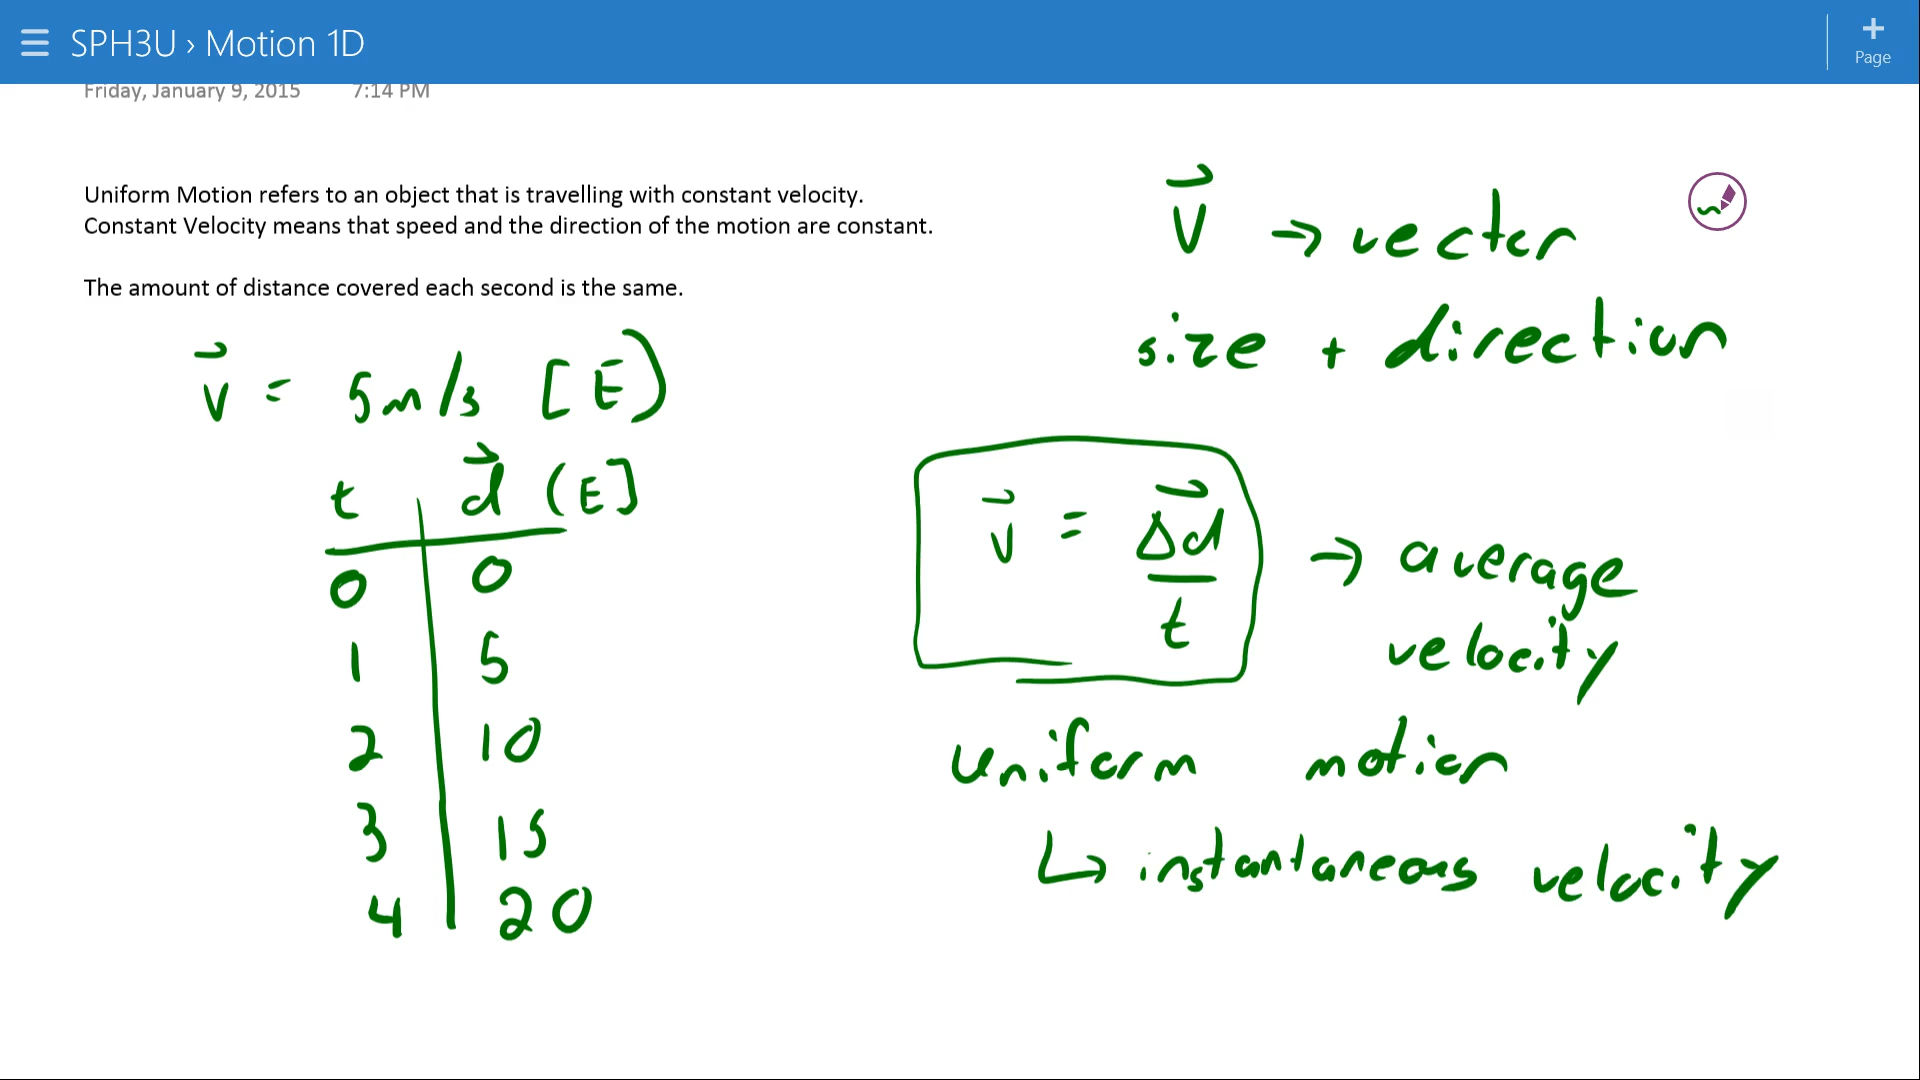 SPH3U › Motion 1D
Page
Friday, January 9, 2015 7:14 PM
Uniform Motion refers to an object that is travelling with constant velocity.
Constant Velocity means that speed and the direction of the motion are constant.
The amount of distance covered each second is the same.
v⃗ = 5m/s [E)
t d⃗ (E]
0 0
1 5
2 10
3 15
4 20
v⃗ → vector
size + direction
v⃗ = Δd⃗ / t → average
velocity
uniform motion
↳ instantaneous velocity